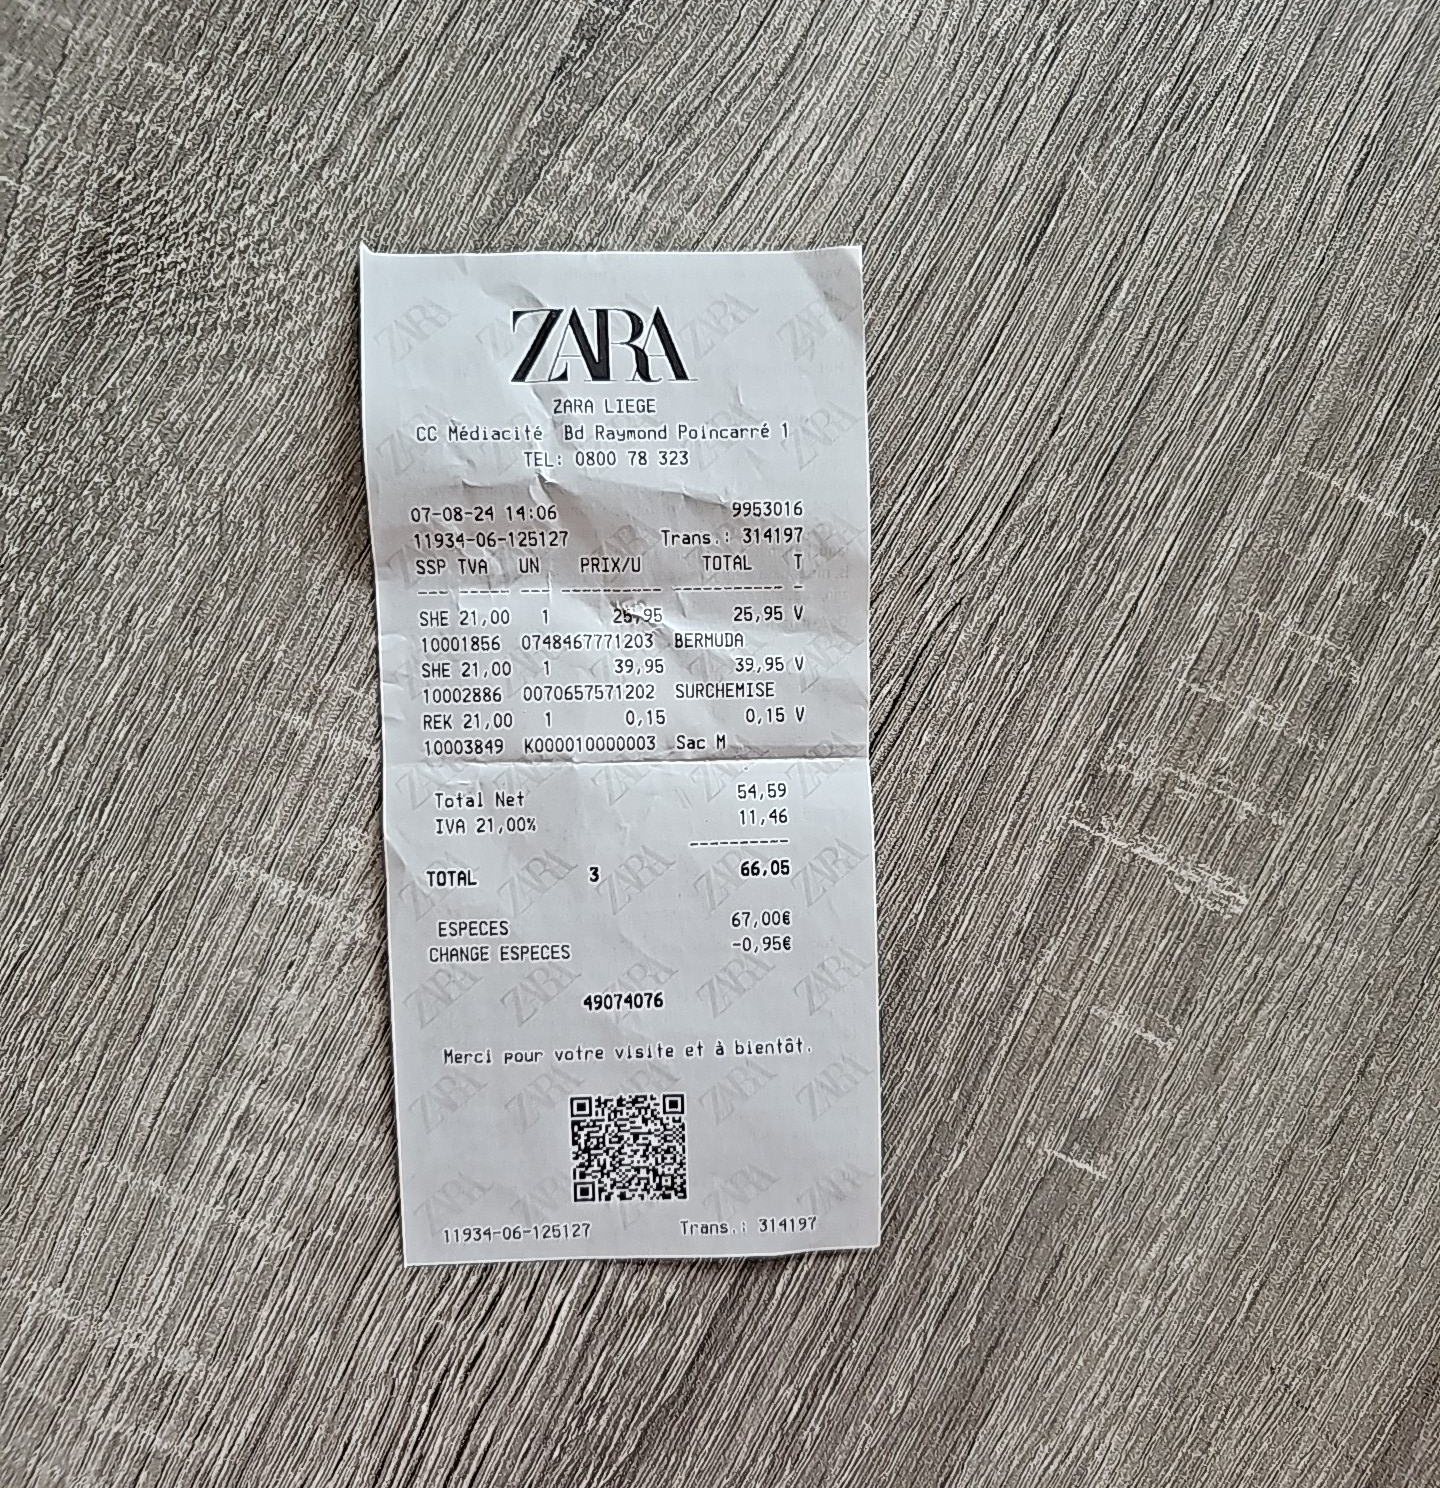 ZARA
ZARA LIEGE
CC Médiacité Bd Raymond Poincarré 1
TEL: 0800 78 323
07-08-24 14:06 9953016
11934-06-125127 Trans.: 314197
SSP TVA UN PRIX/U TOTAL T
--- ----- --- ---------- ----------- -
SHE 21,00 1 25,95 25,95 V
10001856 0748467771203 BERMUDA
SHE 21,00 1 39,95 39,95 V
10002886 0070657571202 SURCHEMISE
REK 21,00 1 0,15 0,15 V
10003849 K000010000003 Sac M
Total Net 54,59
IVA 21,00% 11,46
----------
TOTAL 3 66,05
ESPECES 67,00€
CHANGE ESPECES -0,95€
49074076
Merci pour votre visite et à bientôt.
11934-06-125127 Trans.: 314197